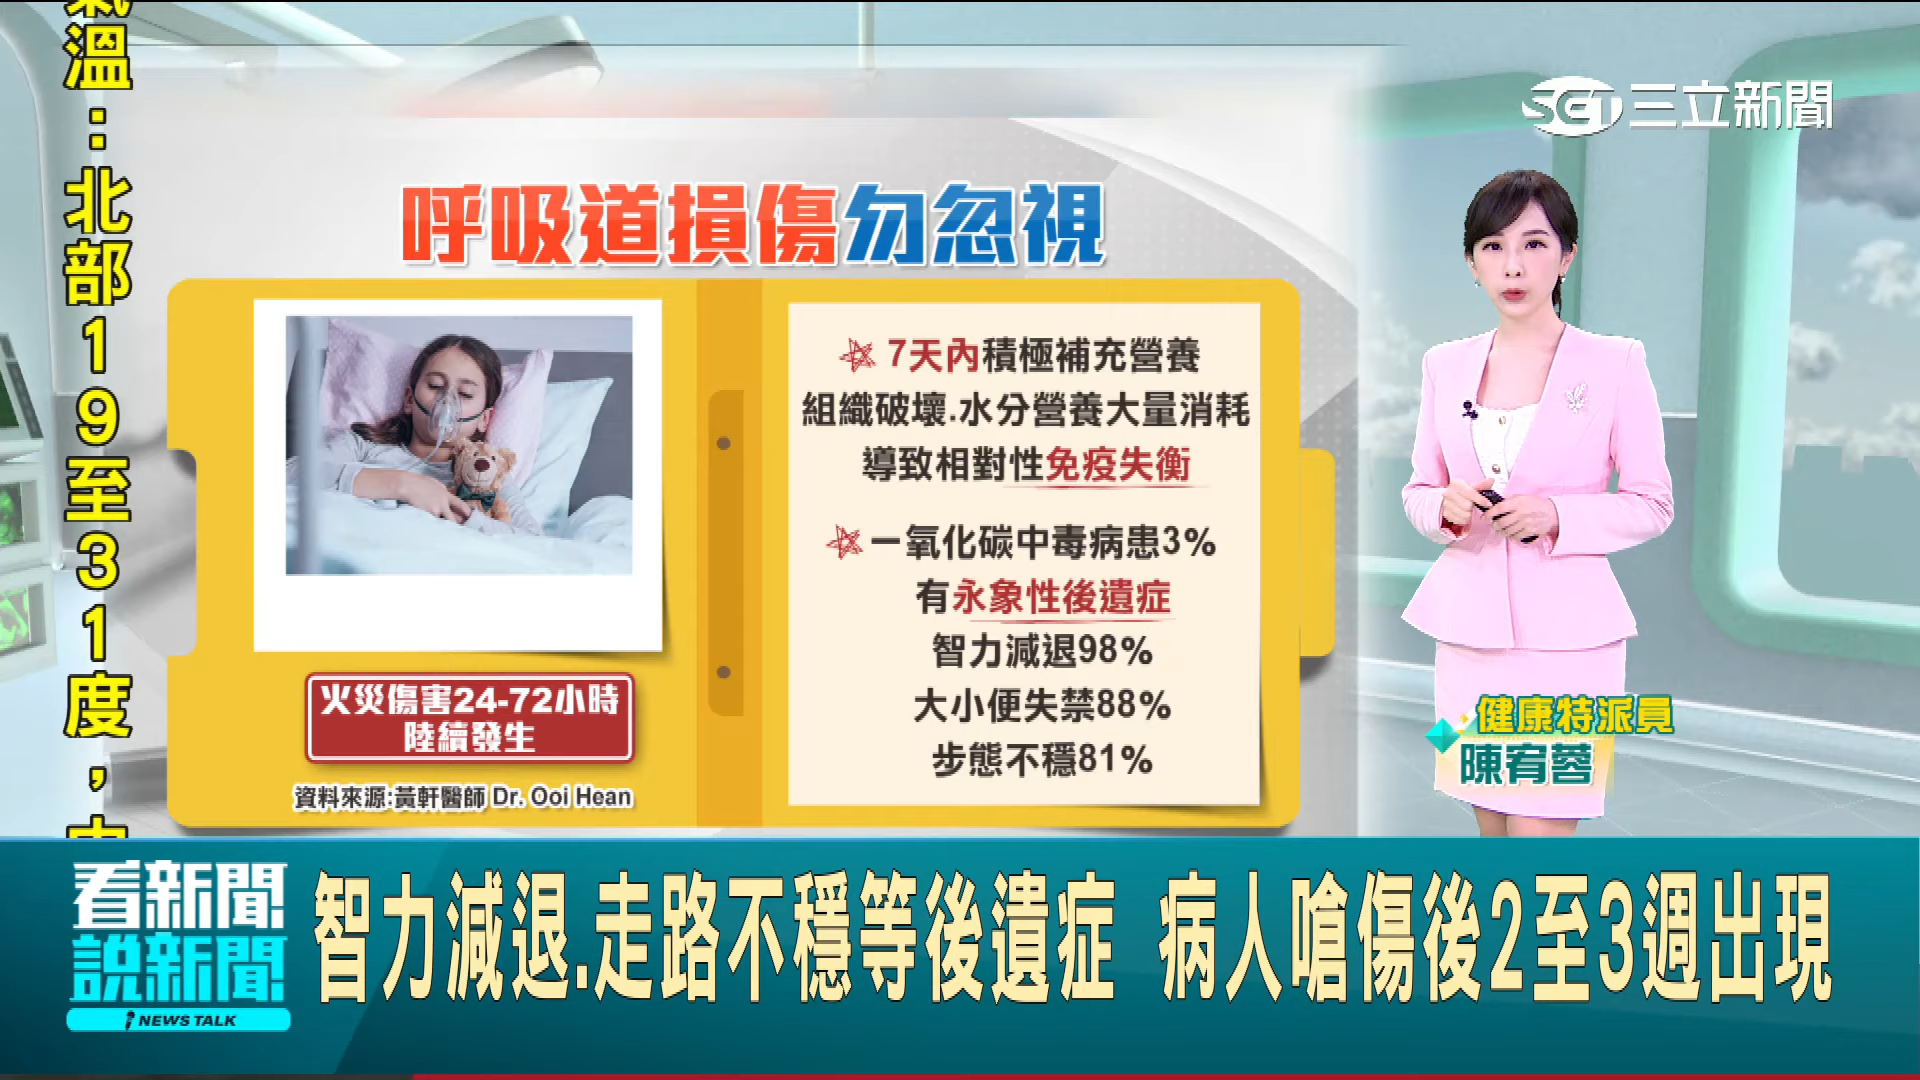 氣溫：北部19至31度，中
SET三立新聞
呼吸道損傷勿忽視
7天內積極補充營養
組織破壞.水分營養大量消耗
導致相對性免疫失衡
一氧化碳中毒病患3%
有永象性後遺症
智力減退98%
大小便失禁88%
步態不穩81%
火災傷害24-72小時
陸續發生
資料來源:黃軒醫師 Dr. Ooi Hean
健康特派員
陳宥蓉
看新聞
說新聞
NEWS TALK
智力減退.走路不穩等後遺症 病人嗆傷後2至3週出現